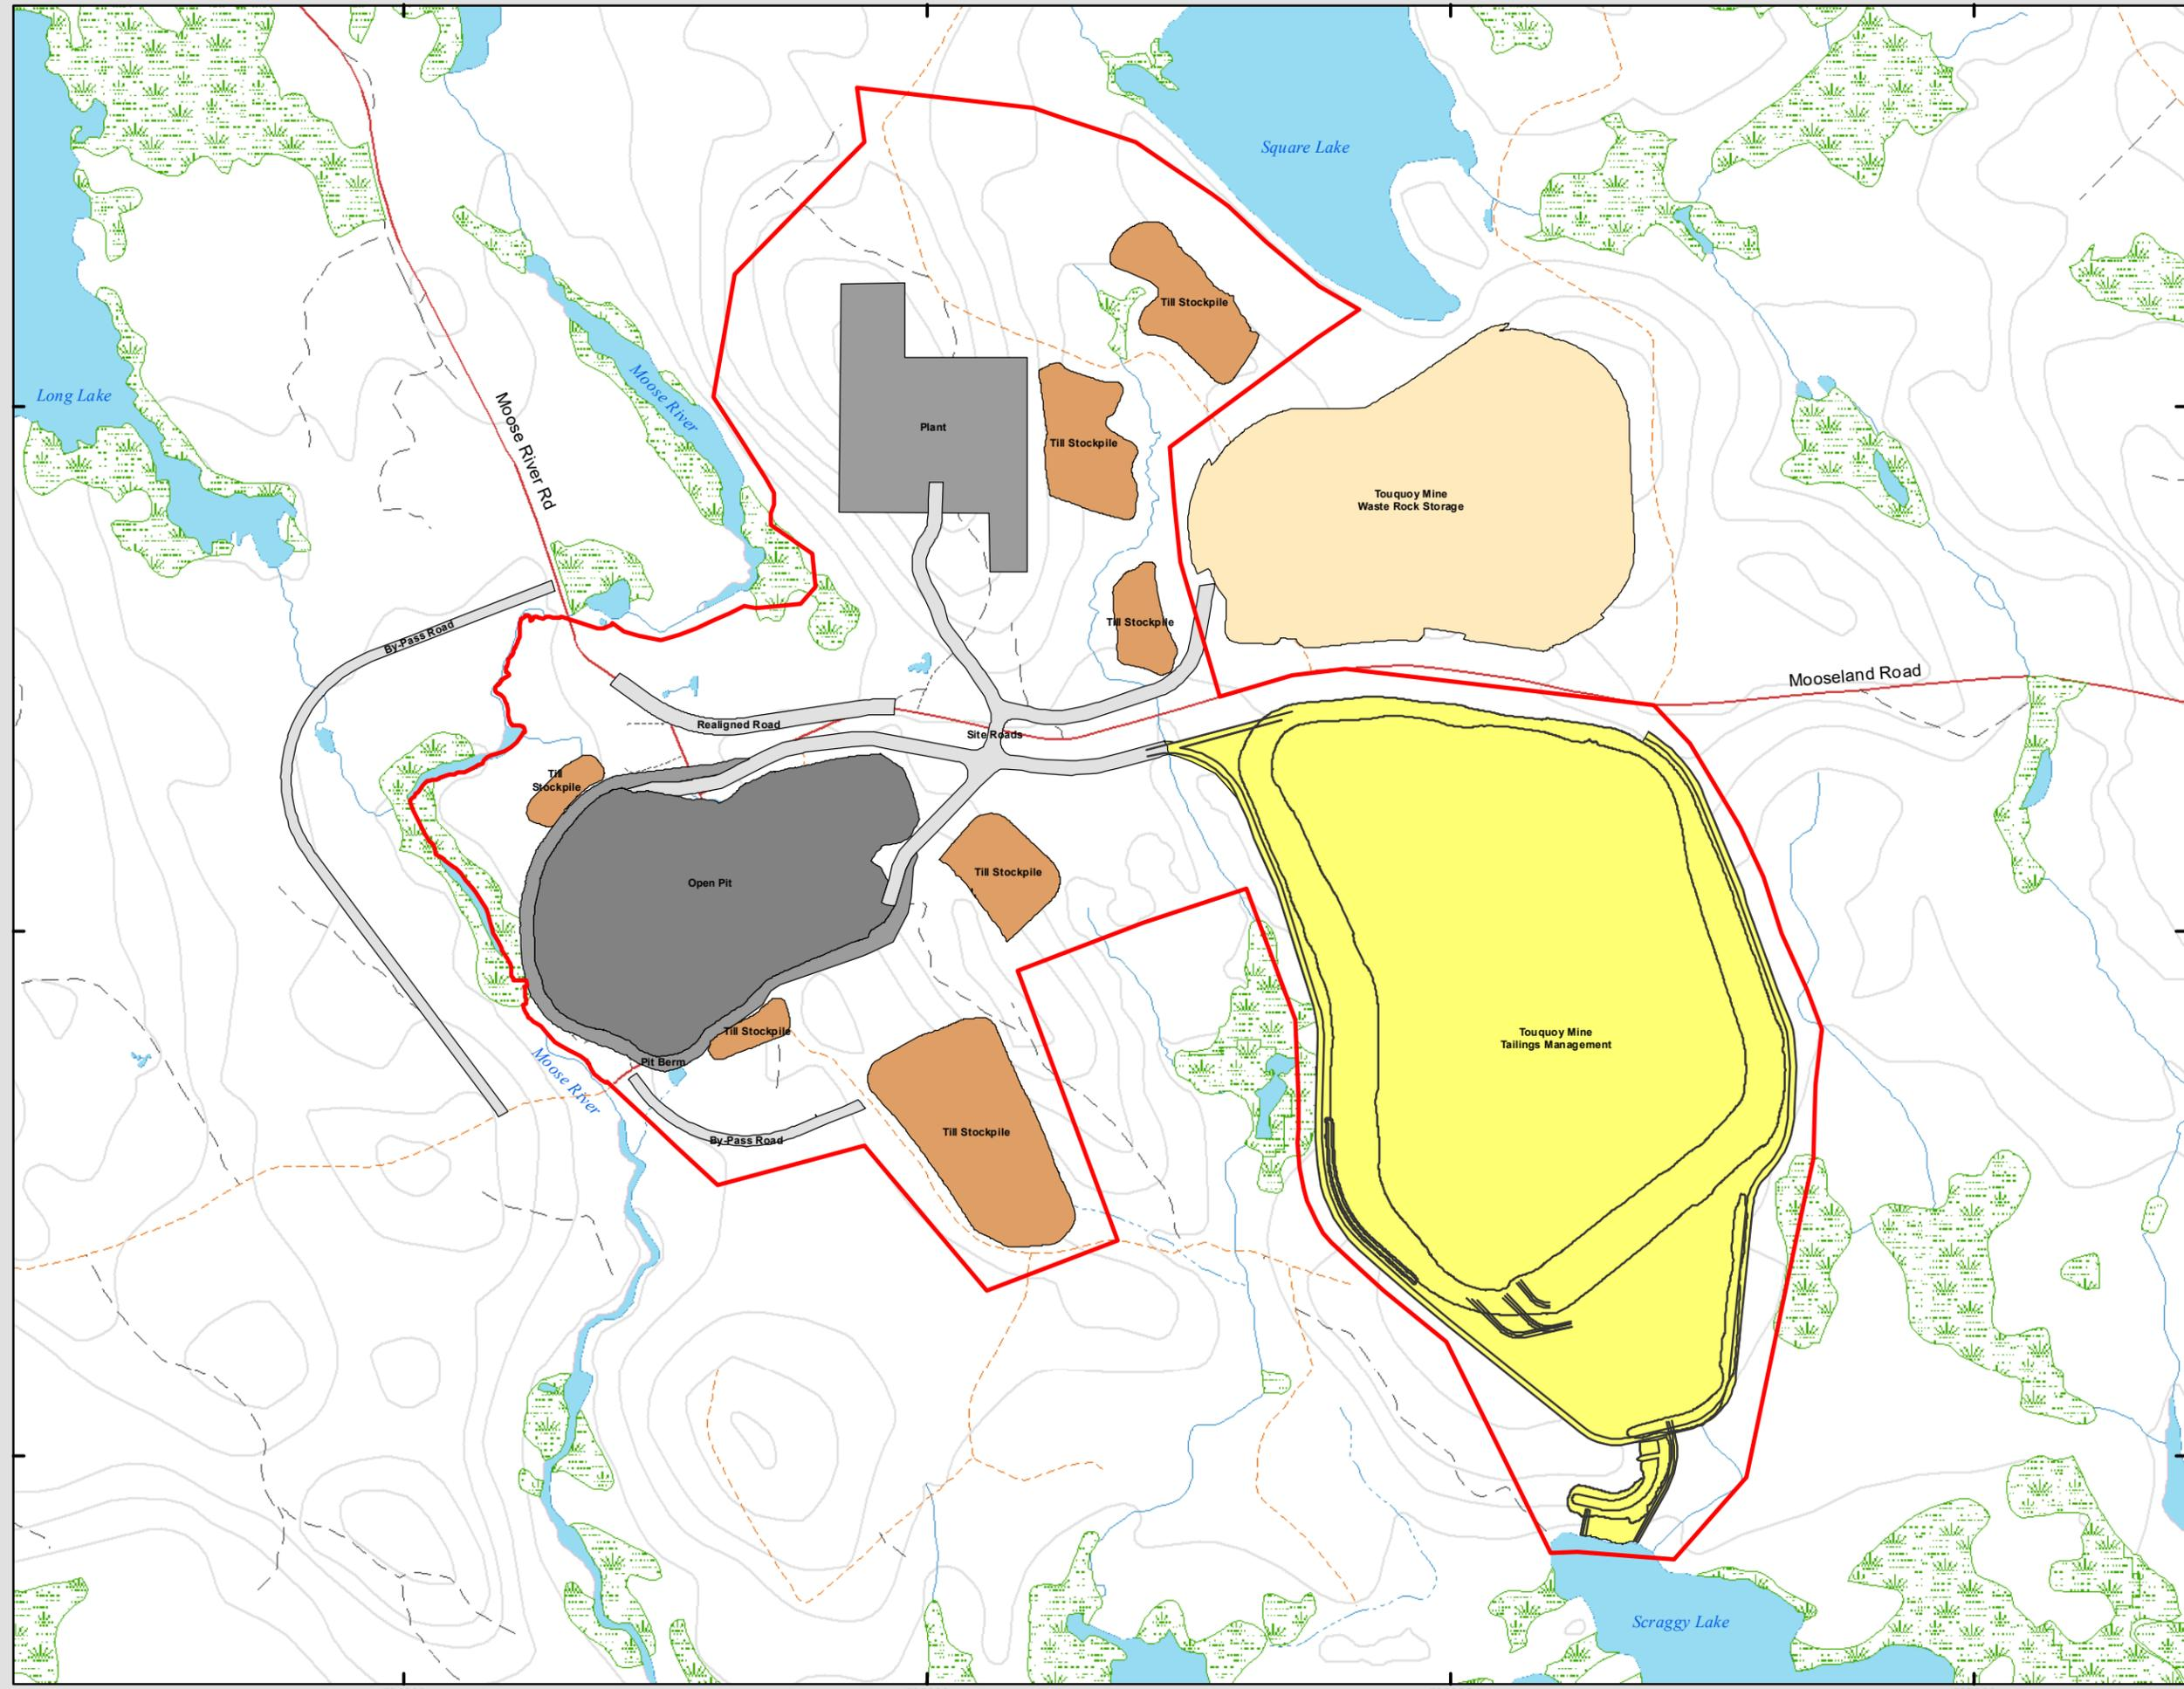 Square Lake
Till Stockpile
Long Lake
Moose River
Moose River Rd
Plant
Till Stockpile
Touquoy Mine
Waste Rock Storage
Till Stockpile
By-Pass Road
Mooseland Road
Realigned Road
Site Roads
Till
Stockpile
Till Stockpile
Open Pit
Till Stockpile
Touquoy Mine
Tailings Management
Pit Berm
Moose River
Till Stockpile
By-Pass Road
Scraggy Lake